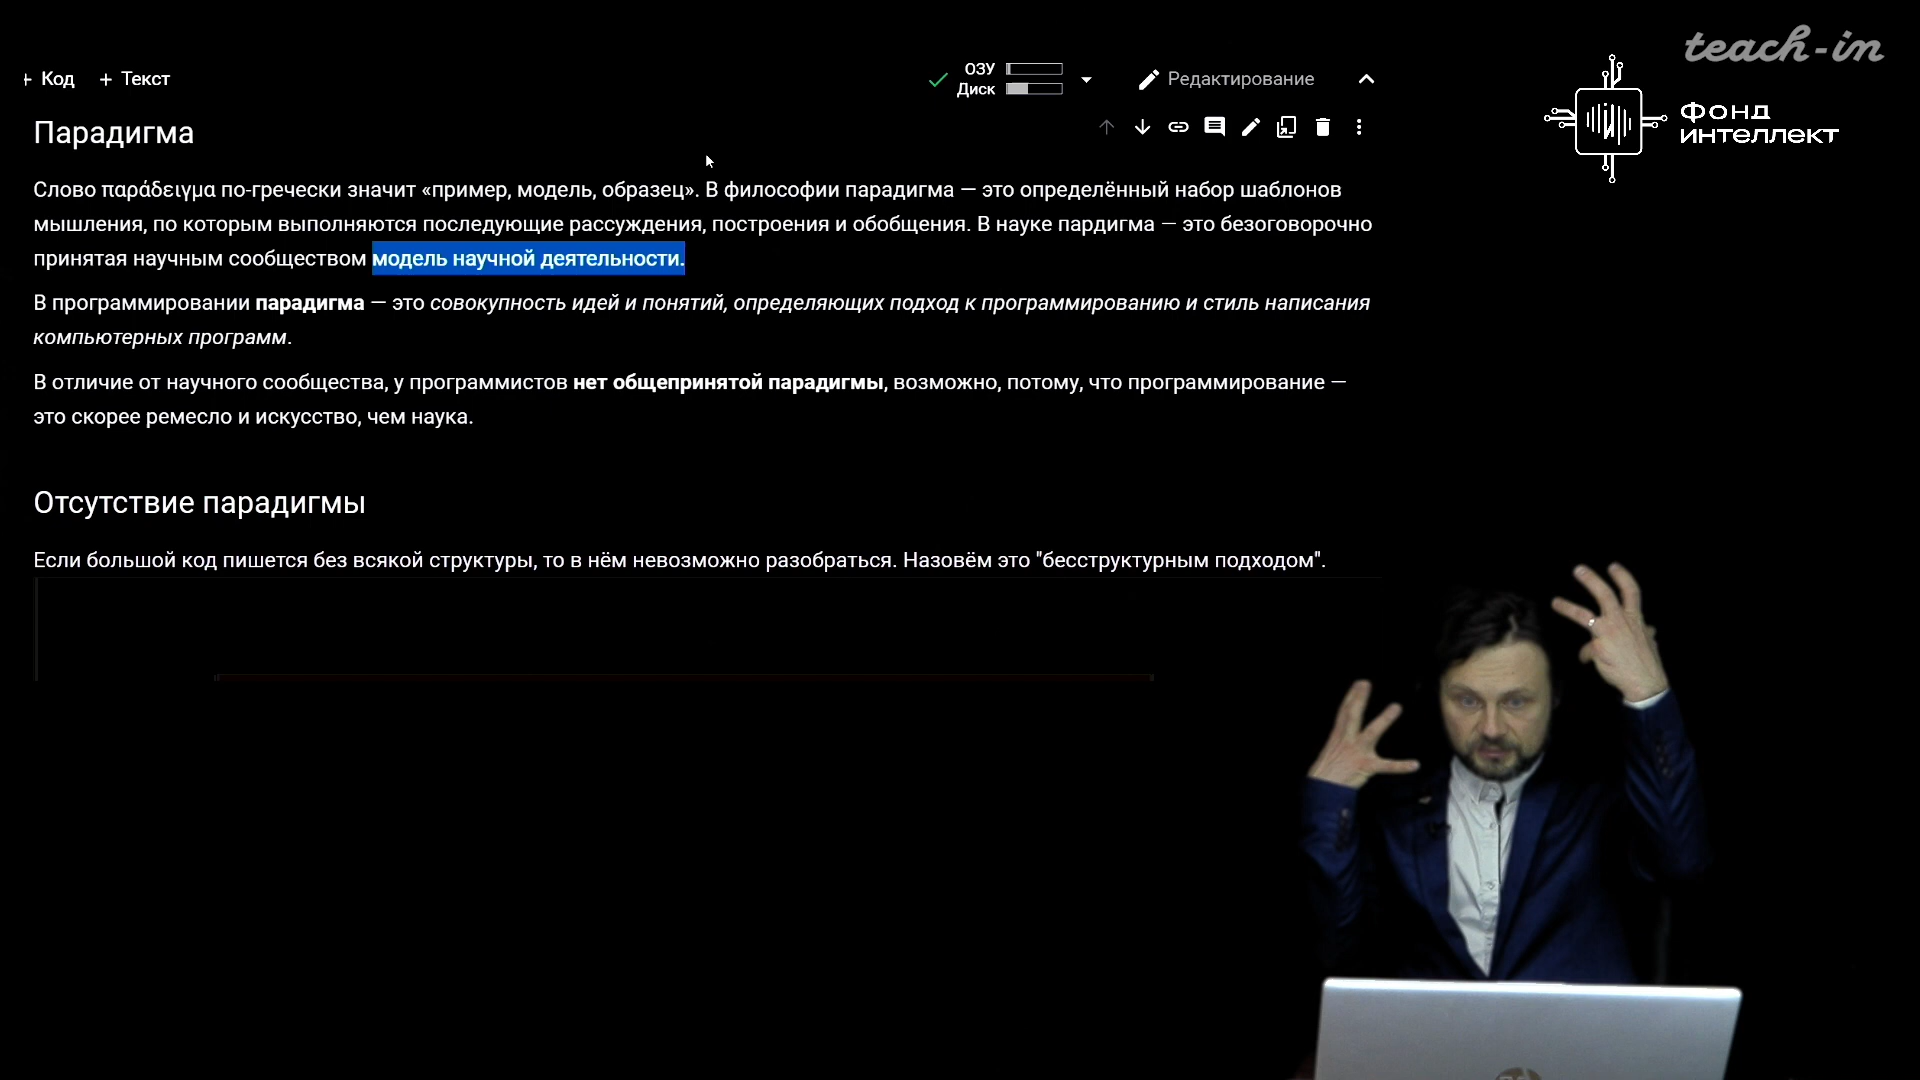 teach-in
+ Код + Текст
ОЗУ
Диск
Редактирование
ФОНД
ИНТЕЛЛЕКТ
Парадигма
Слово παράδειγμα по-гречески значит «пример, модель, образец». В философии парадигма — это определённый набор шаблонов
мышления, по которым выполняются последующие рассуждения, построения и обобщения. В науке пардигма — это безоговорочно
принятая научным сообществом модель научной деятельности.
В программировании парадигма — это совокупность идей и понятий, определяющих подход к программированию и стиль написания
компьютерных программ.
В отличие от научного сообщества, у программистов нет общепринятой парадигмы, возможно, потому, что программирование —
это скорее ремесло и искусство, чем наука.
Отсутствие парадигмы
Если большой код пишется без всякой структуры, то в нём невозможно разобраться. Назовём это "бесструктурным подходом".